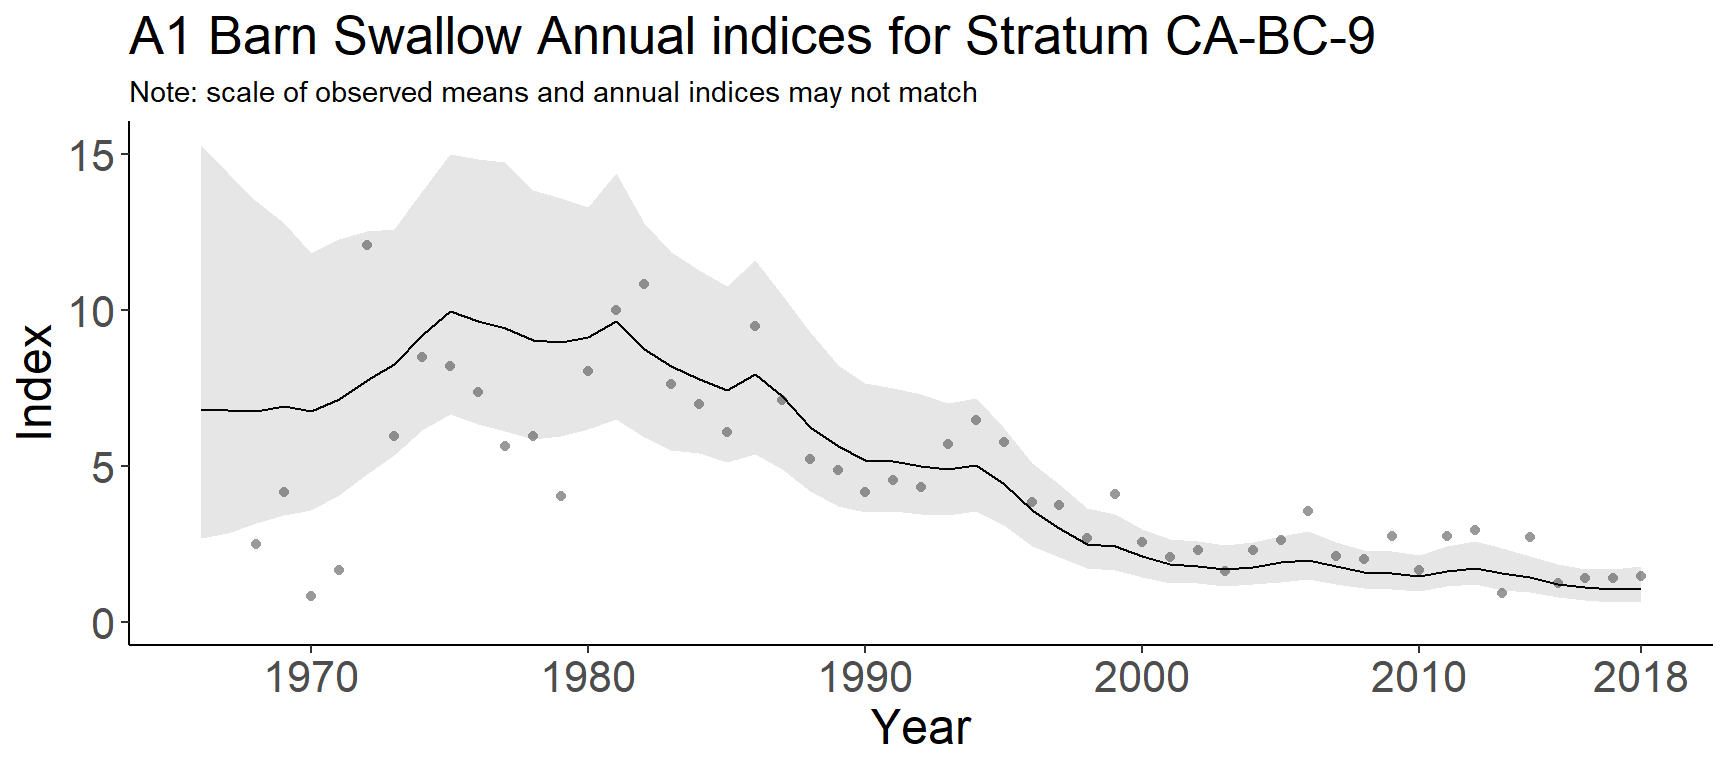 A1 Barn Swallow Annual indices for Stratum CA-BC-9
Note: scale of observed means and annual indices may not match
15
10
5
0
Index
1970 1980 1990 2000 2010 2018
Year